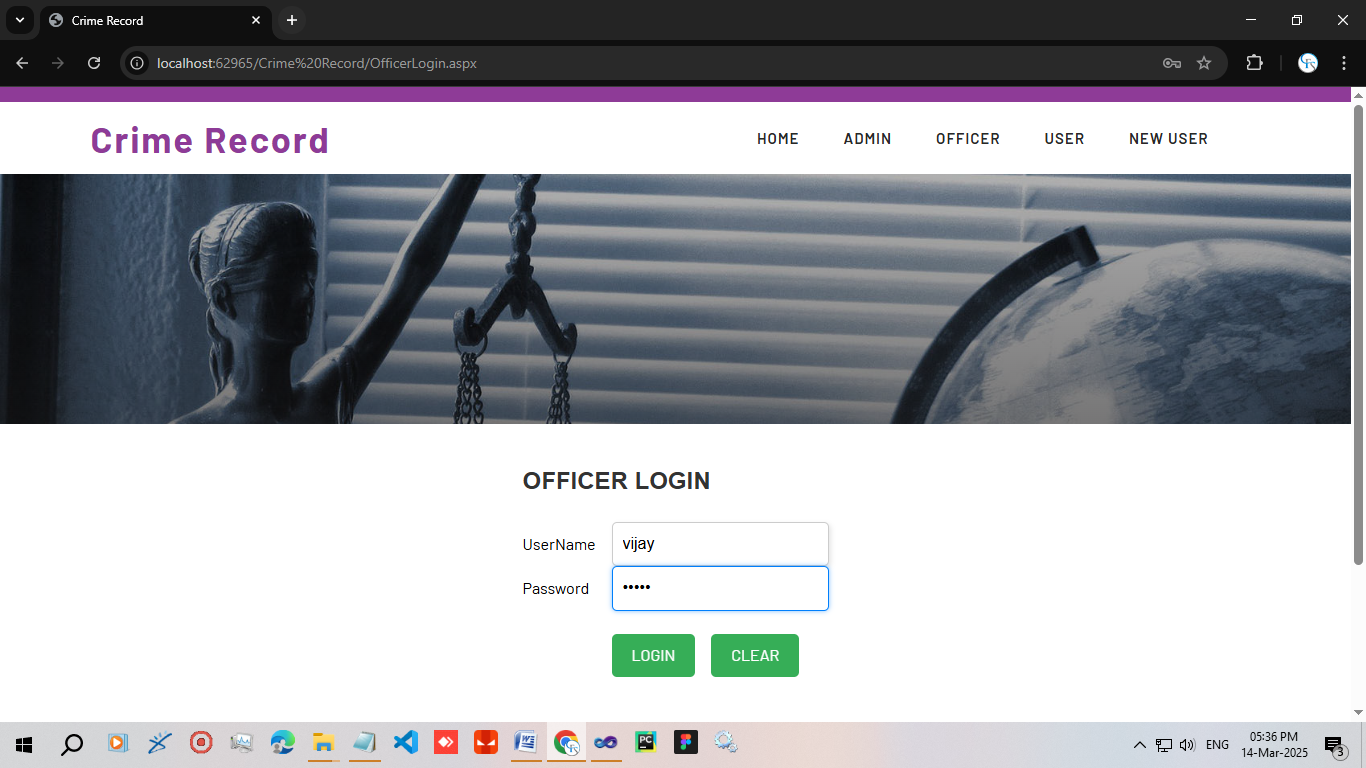 Crime Record
localhost:62965/Crime%20Record/OfficerLogin.aspx
Crime Record
HOME ADMIN OFFICER USER NEW USER
OFFICER LOGIN
UserName vijay
Password •••••
LOGIN CLEAR
ENG
05:36 PM
14-Mar-2025
3